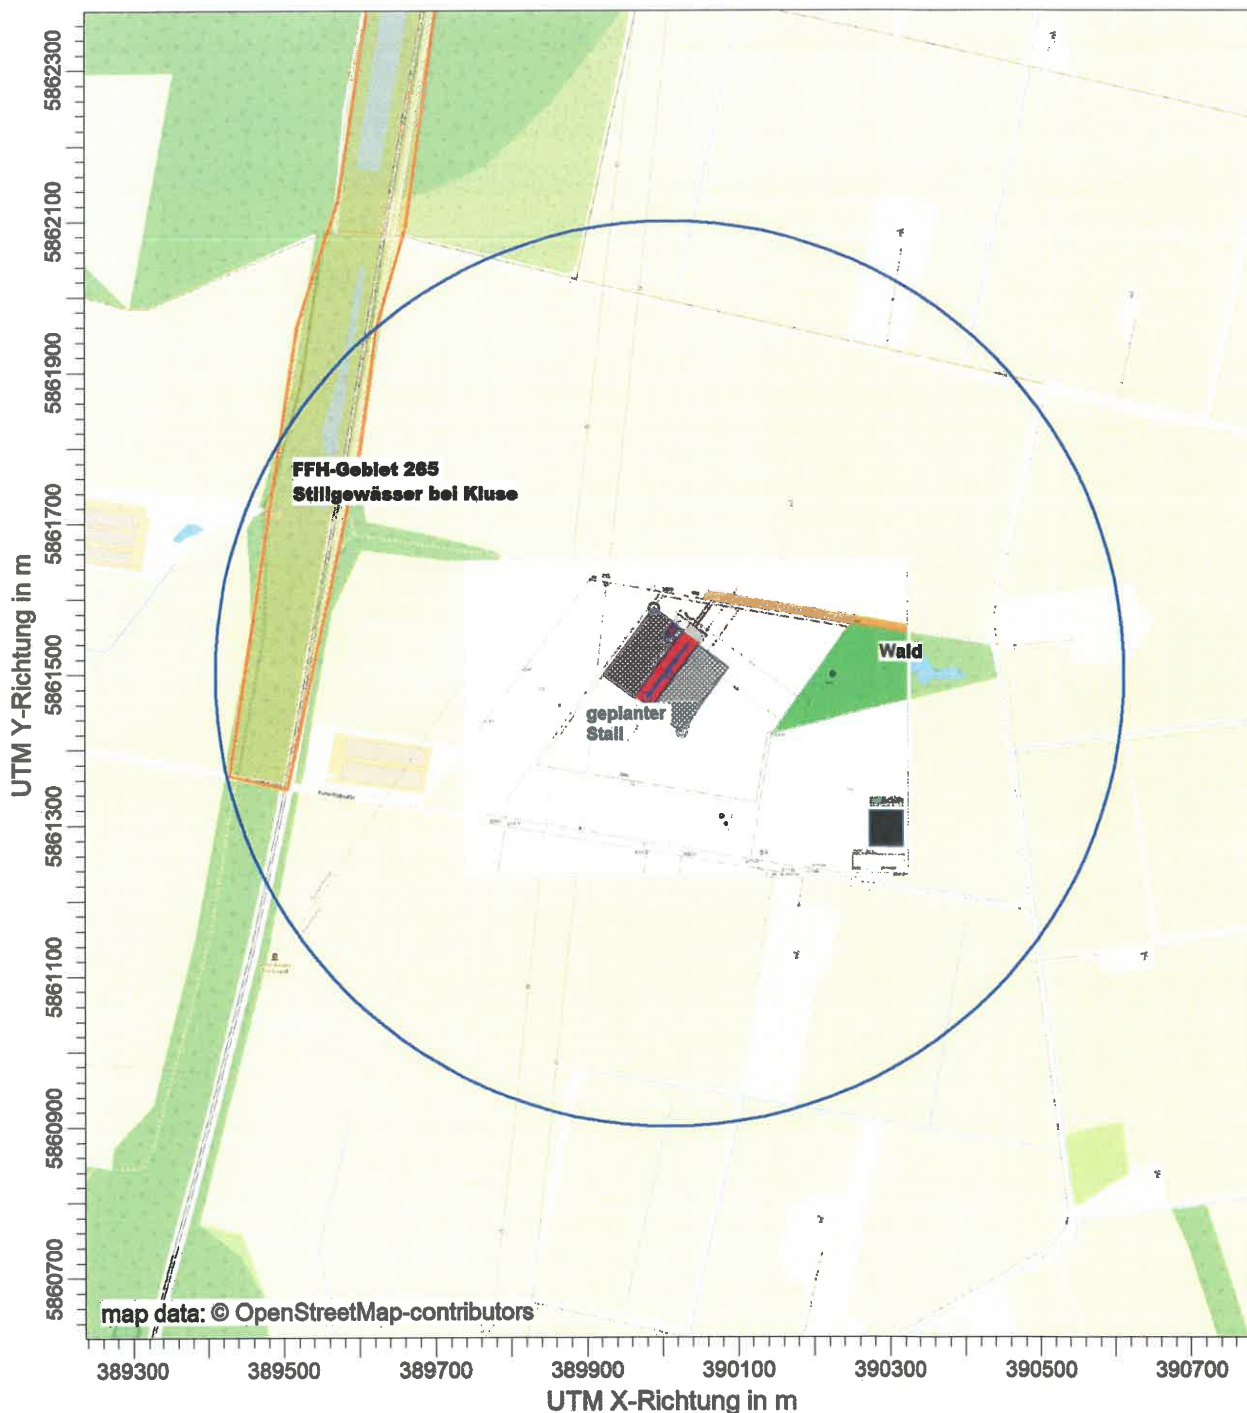 5862300
5862100
5861900
5861700
5861500
5861300
5861100
5860900
5860700
UTM Y-Richtung in m
FFH-Gebiet 265
Stillgewässer bei Kluse
Wald
geplanter
Stall
map data: © OpenStreetMap-contributors
389300
389500
389700
389900
390100
390300
390500
390700
UTM X-Richtung in m